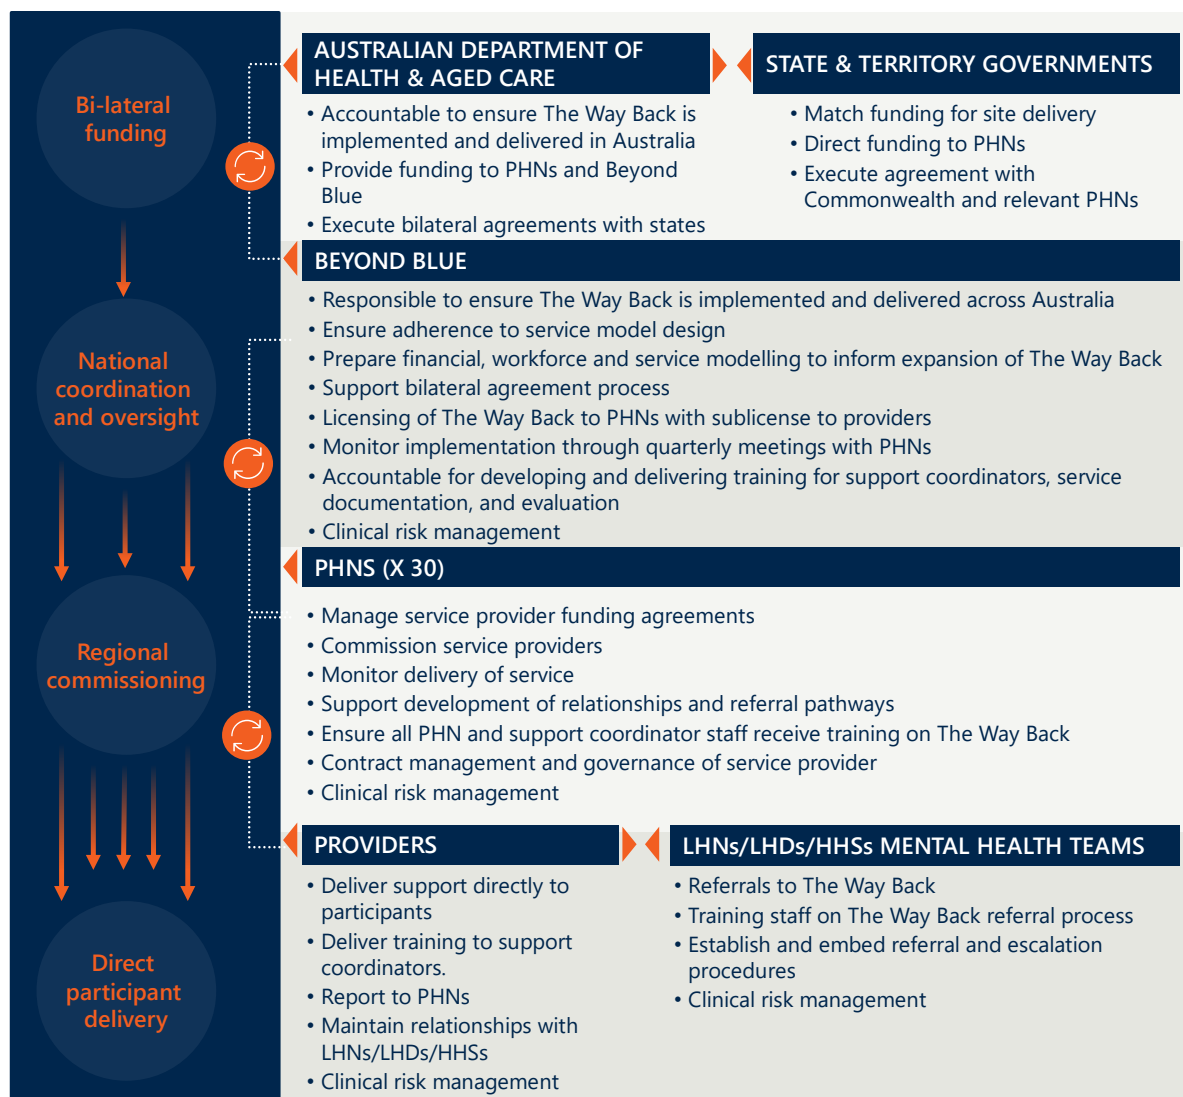 Bi-lateral
funding
AUSTRALIAN DEPARTMENT OF
HEALTH & AGED CARE
• Accountable to ensure The Way Back is
implemented and delivered in Australia
• Provide funding to PHNs and Beyond
Blue
• Execute bilateral agreements with states
STATE & TERRITORY GOVERNMENTS
• Match funding for site delivery
• Direct funding to PHNs
• Execute agreement with
Commonwealth and relevant PHNs
National
coordination
and oversight
BEYOND BLUE
• Responsible to ensure The Way Back is implemented and delivered across Australia
• Ensure adherence to service model design
• Prepare financial, workforce and service modelling to inform expansion of The Way Back
• Support bilateral agreement process
• Licensing of The Way Back to PHNs with sublicense to providers
• Monitor implementation through quarterly meetings with PHNs
• Accountable for developing and delivering training for support coordinators, service
documentation, and evaluation
• Clinical risk management
Regional
commissioning
PHNS (X 30)
• Manage service provider funding agreements
• Commission service providers
• Monitor delivery of service
• Support development of relationships and referral pathways
• Ensure all PHN and support coordinator staff receive training on The Way Back
• Contract management and governance of service provider
• Clinical risk management
Direct
participant
delivery
PROVIDERS
• Deliver support directly to
participants
• Deliver training to support
coordinators.
• Report to PHNs
• Maintain relationships with
LHNs/LHDs/HHSs
• Clinical risk management
LHNs/LHDs/HHSs MENTAL HEALTH TEAMS
• Referrals to The Way Back
• Training staff on The Way Back referral process
• Establish and embed referral and escalation
procedures
• Clinical risk management